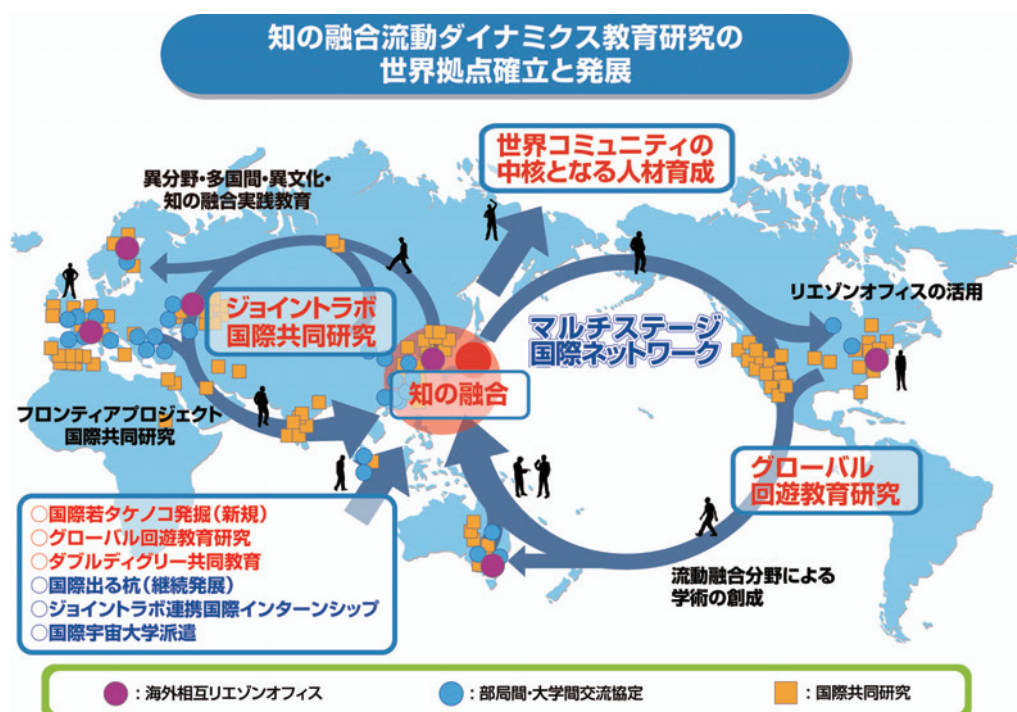 知の融合流動ダイナミクス教育研究の
世界拠点確立と発展
世界コミュニティの
中核となる人材育成
異分野・多国間・異文化・
知の融合実践教育
リエゾンオフィスの活用
ジョイントラボ
国際共同研究
マルチステージ
国際ネットワーク
知の融合
フロンティアプロジェクト
国際共同研究
グローバル
回遊教育研究
○国際若タケノコ発掘(新規)
○グローバル回遊教育研究
○ダブルディグリー共同教育
○国際出る杭(継続発展)
○ジョイントラボ連携国際インターンシップ
○国際宇宙大学派遣
流動融合分野による
学術の創成
：海外相互リエゾンオフィス
：部局間・大学間交流協定
：国際共同研究